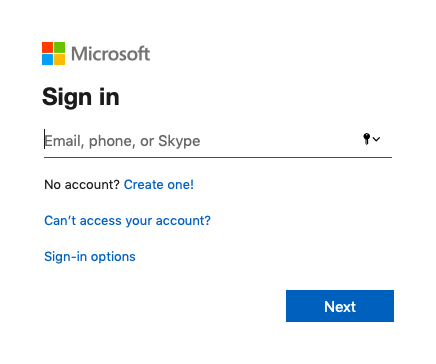 Microsoft
Sign in
Email, phone, or Skype
No account? Create one!
Can’t access your account?
Sign-in options
Next